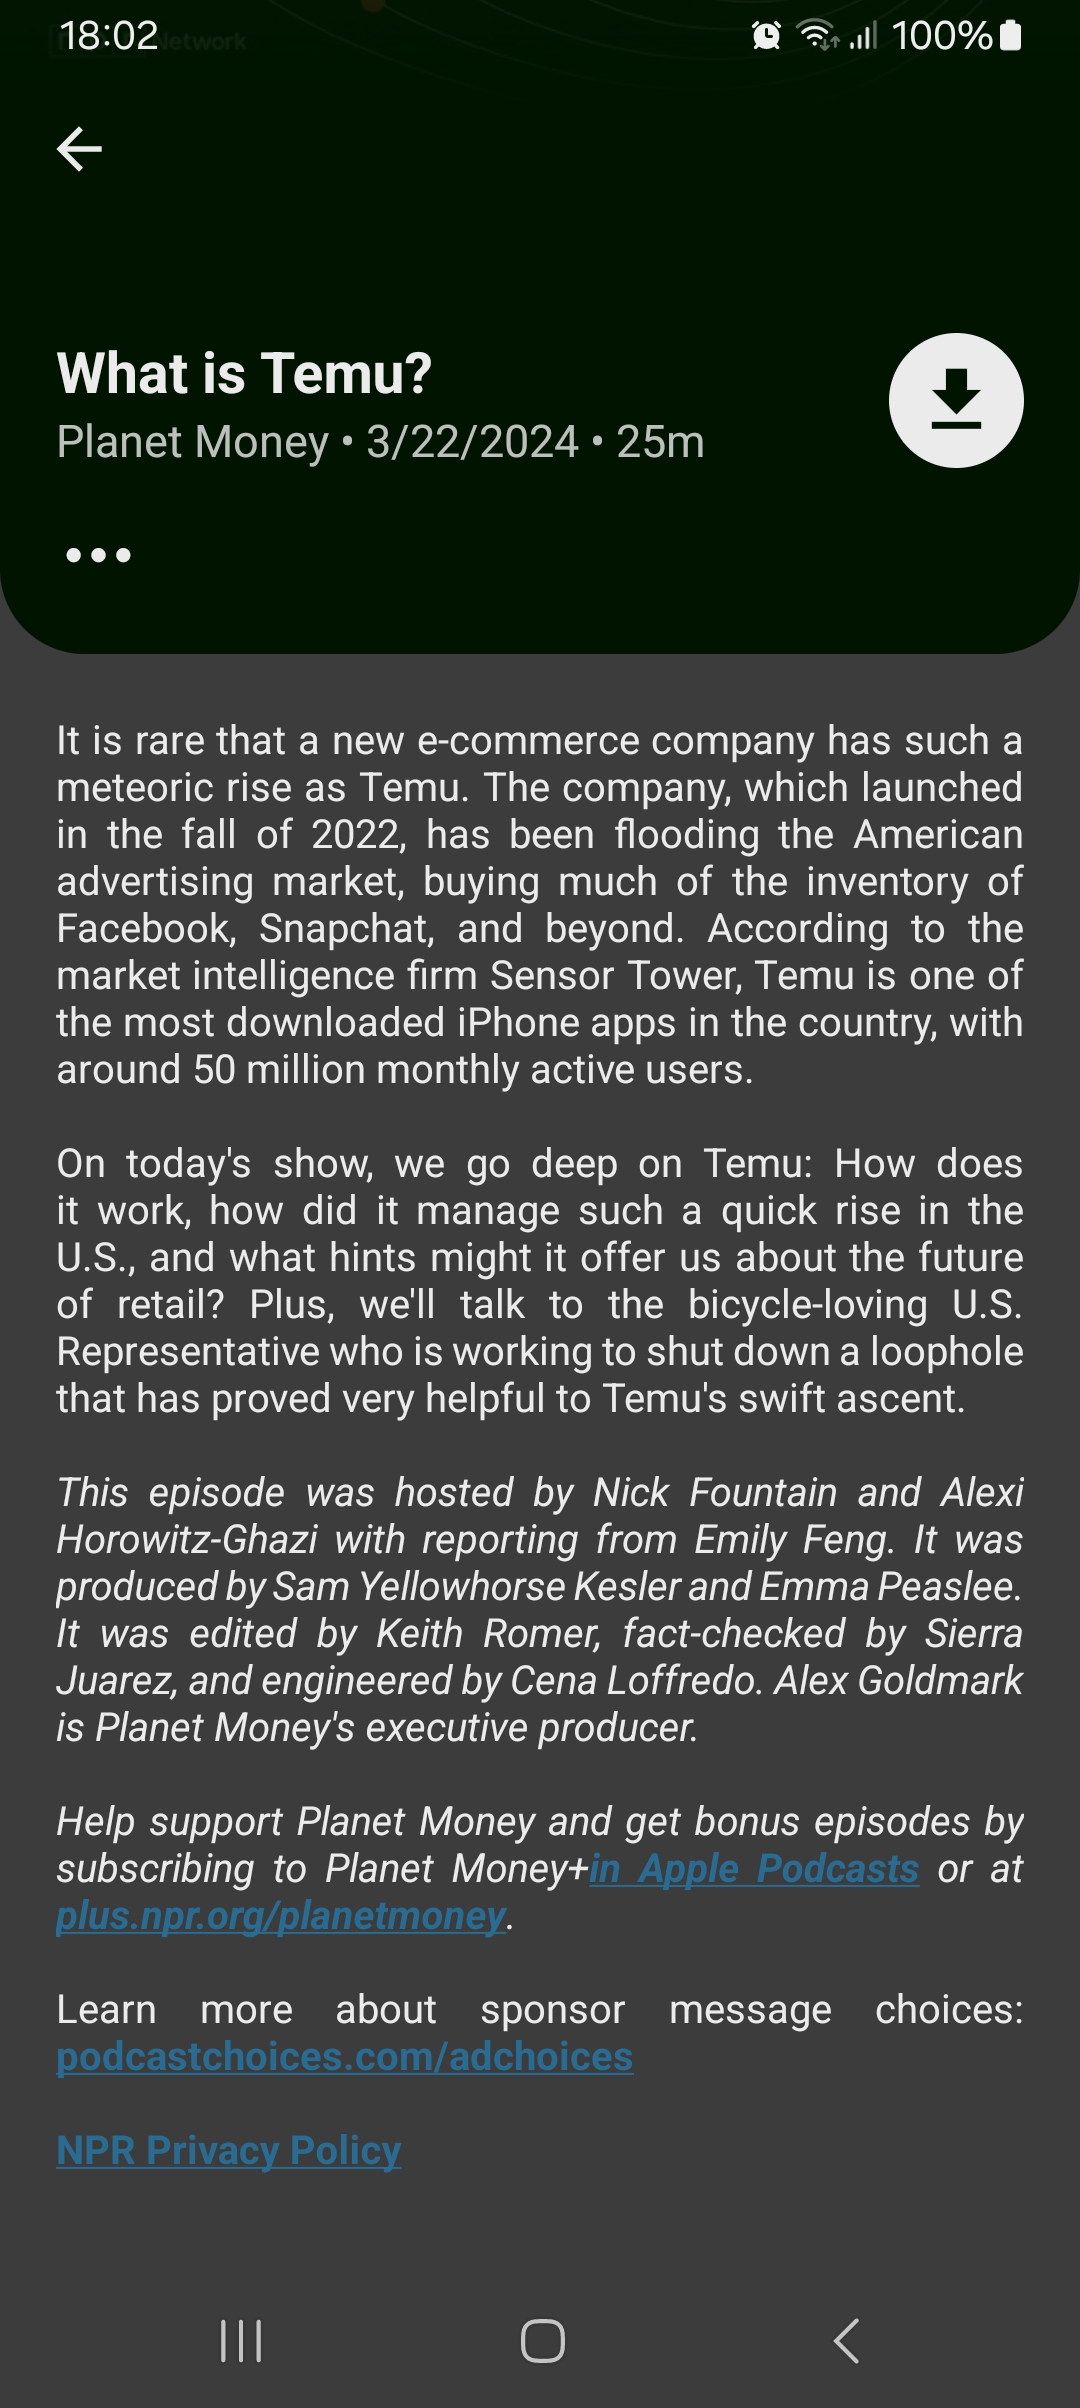 18:02
Network
100%
What is Temu?
Planet Money • 3/22/2024 • 25m
It is rare that a new e-commerce company has such a
meteoric rise as Temu. The company, which launched
in the fall of 2022, has been flooding the American
advertising market, buying much of the inventory of
Facebook, Snapchat, and beyond. According to the
market intelligence firm Sensor Tower, Temu is one of
the most downloaded iPhone apps in the country, with
around 50 million monthly active users.
On today's show, we go deep on Temu: How does
it work, how did it manage such a quick rise in the
U.S., and what hints might it offer us about the future
of retail? Plus, we'll talk to the bicycle-loving U.S.
Representative who is working to shut down a loophole
that has proved very helpful to Temu's swift ascent.
This episode was hosted by Nick Fountain and Alexi
Horowitz-Ghazi with reporting from Emily Feng. It was
produced by Sam Yellowhorse Kesler and Emma Peaslee.
It was edited by Keith Romer, fact-checked by Sierra
Juarez, and engineered by Cena Loffredo. Alex Goldmark
is Planet Money's executive producer.
Help support Planet Money and get bonus episodes by
subscribing to Planet Money+in Apple Podcasts or at
plus.npr.org/planetmoney.
Learn more about sponsor message choices:
podcastchoices.com/adchoices
NPR Privacy Policy